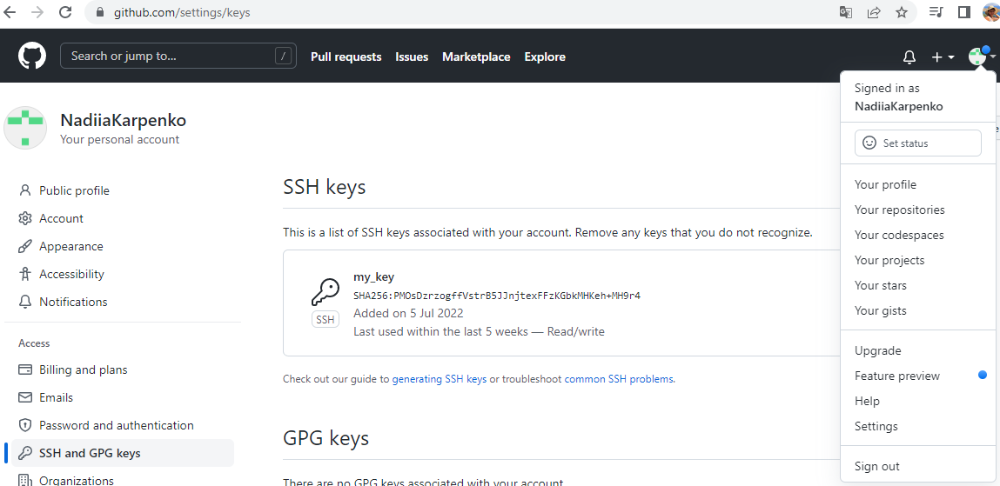 github.com/settings/keys
Search or jump to...
/
Pull requests
Issues
Marketplace
Explore
NadiiaKarpenko
Your personal account
Public profile
Account
Appearance
Accessibility
Notifications
Access
Billing and plans
Emails
Password and authentication
SSH and GPG keys
Organizations
SSH keys
This is a list of SSH keys associated with your account. Remove any keys that you do not recognize.
my_key
SHA256:PMOsDzrzogffVstrB5JJnjtexFFzKGbkMHKeh+MH9r4
SSH
Added on 5 Jul 2022
Last used within the last 5 weeks — Read/write
Check out our guide to generating SSH keys or troubleshoot common SSH problems.
GPG keys
There are no GPG keys associated with your account.
Signed in as
NadiiaKarpenko
Set status
Your profile
Your repositories
Your codespaces
Your projects
Your stars
Your gists
Upgrade
Feature preview
Help
Settings
Sign out